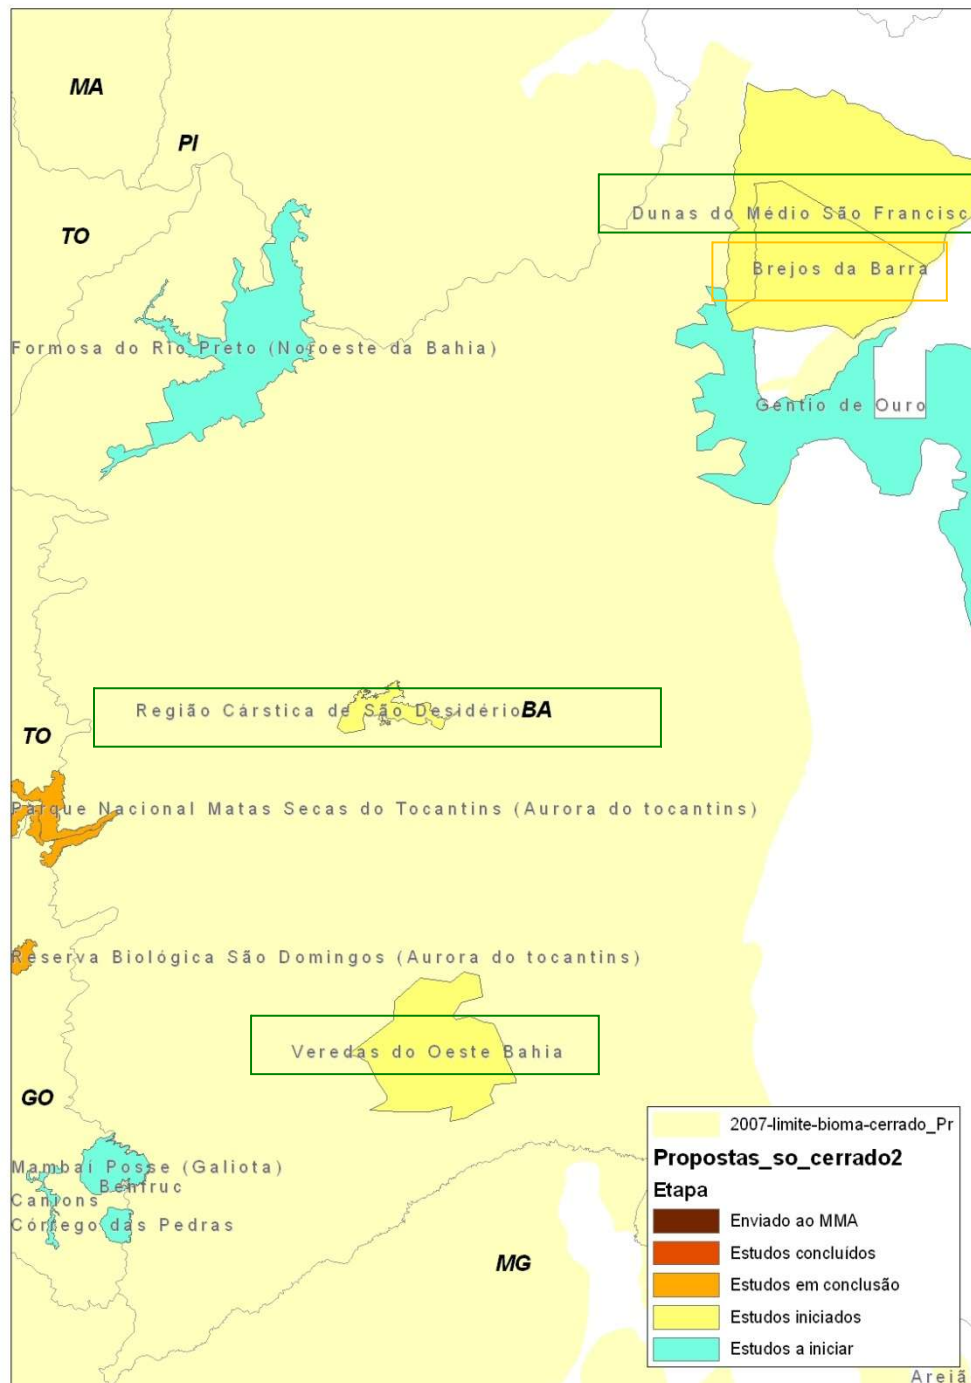 MA
PI
TO
Dunas do Médio São Francisc
Brejos da Barra
Formosa do Rio Preto (Noroeste da Bahia)
Gentio de Ouro
Região Cárstica de São Desidério
BA
TO
Parque Nacional Matas Secas do Tocantins (Aurora do tocantins)
Reserva Biológica São Domingos (Aurora do tocantins)
Veredas do Oeste Bahia
GO
Mambaí Posse (Galiota)
Benfruc
Canions
Córrego das Pedras
MG
2007-limite-bioma-cerrado_Pr
Propostas_so_cerrado2
Etapa
Enviado ao MMA
Estudos concluídos
Estudos em conclusão
Estudos iniciados
Estudos a iniciar
Areiã